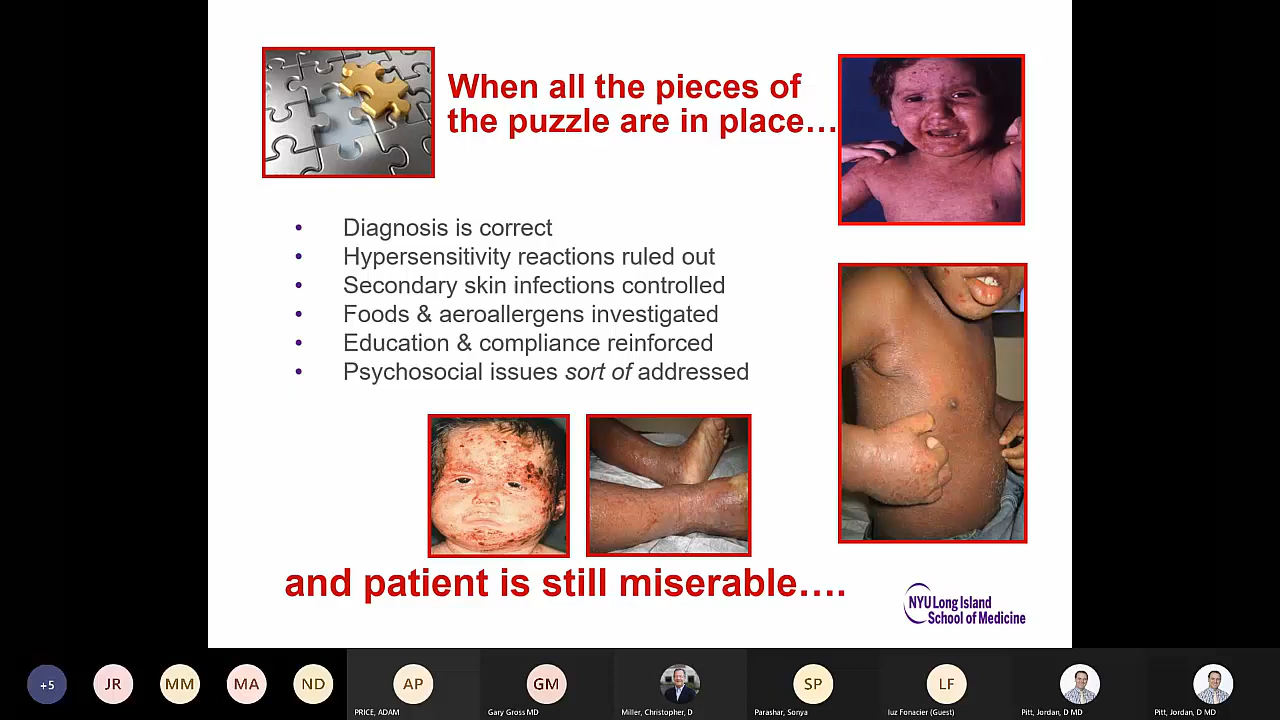 When all the pieces of
the puzzle are in place…
• Diagnosis is correct
• Hypersensitivity reactions ruled out
• Secondary skin infections controlled
• Foods & aeroallergens investigated
• Education & compliance reinforced
• Psychosocial issues sort of addressed
and patient is still miserable….
NYU Long Island
School of Medicine
+5
JR
MM
MA
ND
AP
PRICE, ADAM
GM
Gary Gross MD
Miller, Christopher, D
SP
Parashar, Sonya
LF
luz Fonacier (Guest)
Pitt, Jordan, D MD
Pitt, Jordan, D MD